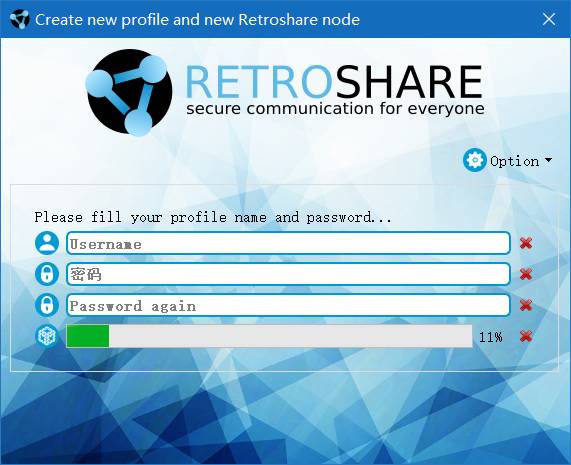 Create new profile and new Retroshare node
RETROSHARE
secure communication for everyone
Option
Please fill your profile name and password...
Username
密码
Password again
11%